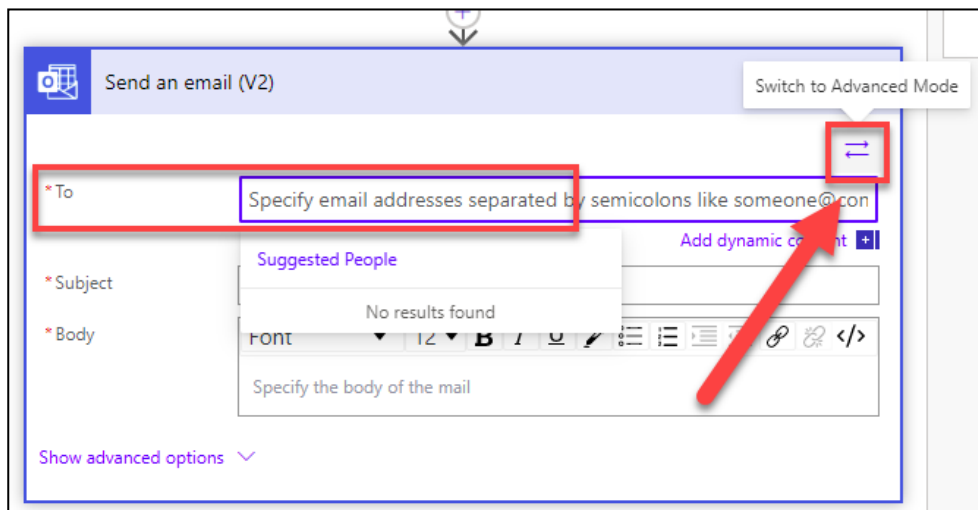 Send an email (V2)
Switch to Advanced Mode
*To
Specify email addresses separated by semicolons like someone@con
Add dynamic
Suggested People
*Subject
No results found
*Body
Font 12 B I U </>
Specify the body of the mail
Show advanced options